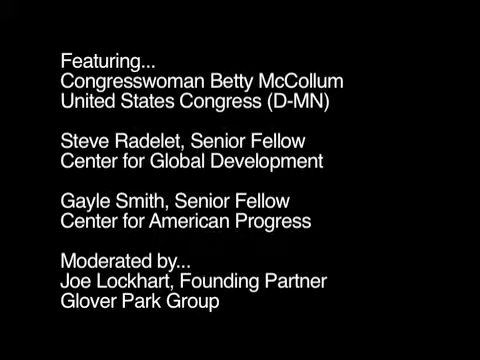 Featuring...
Congresswoman Betty McCollum
United States Congress (D-MN)
Steve Radelet, Senior Fellow
Center for Global Development
Gayle Smith, Senior Fellow
Center for American Progress
Moderated by...
Joe Lockhart, Founding Partner
Glover Park Group